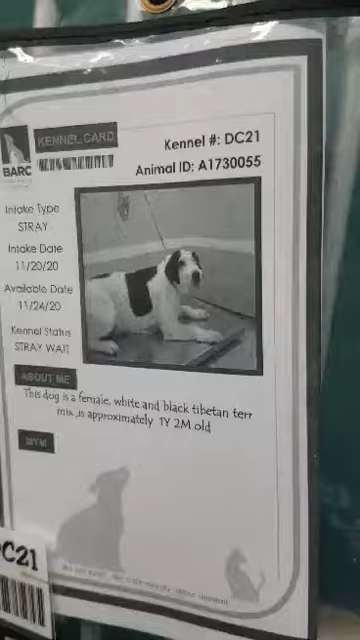 KENNEL CARD
BARC
Kennel #: DC21
Animal ID: A1730055
Intake Type
STRAY
Intake Date
11/20/20
Available Date
11/24/20
Kennel Status
STRAY WAIT
ABOUT ME
This dog is a female, white and black tibetan terr
mix ,is approximately 1Y 2M old
MYM
DC21